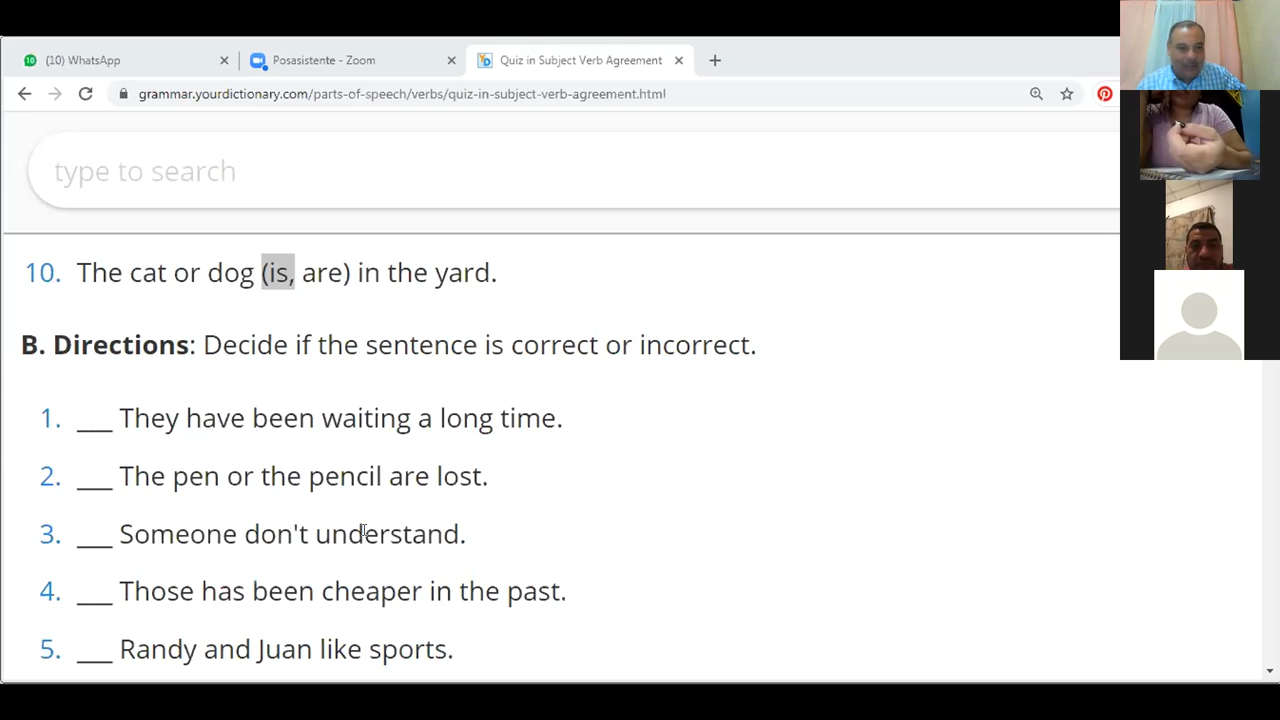 (10) WhatsApp
Posasistente - Zoom
Quiz in Subject Verb Agreement
grammar.yourdictionary.com/parts-of-speech/verbs/quiz-in-subject-verb-agreement.html
type to search
10. The cat or dog (is, are) in the yard.
B. Directions: Decide if the sentence is correct or incorrect.
1. ___ They have been waiting a long time.
2. ___ The pen or the pencil are lost.
3. ___ Someone don't understand.
4. ___ Those has been cheaper in the past.
5. ___ Randy and Juan like sports.